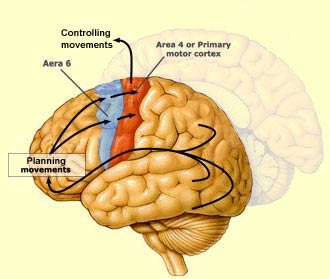 Controlling
movements
Area 4 or Primary
motor cortex
Aera 6
Planning
movements